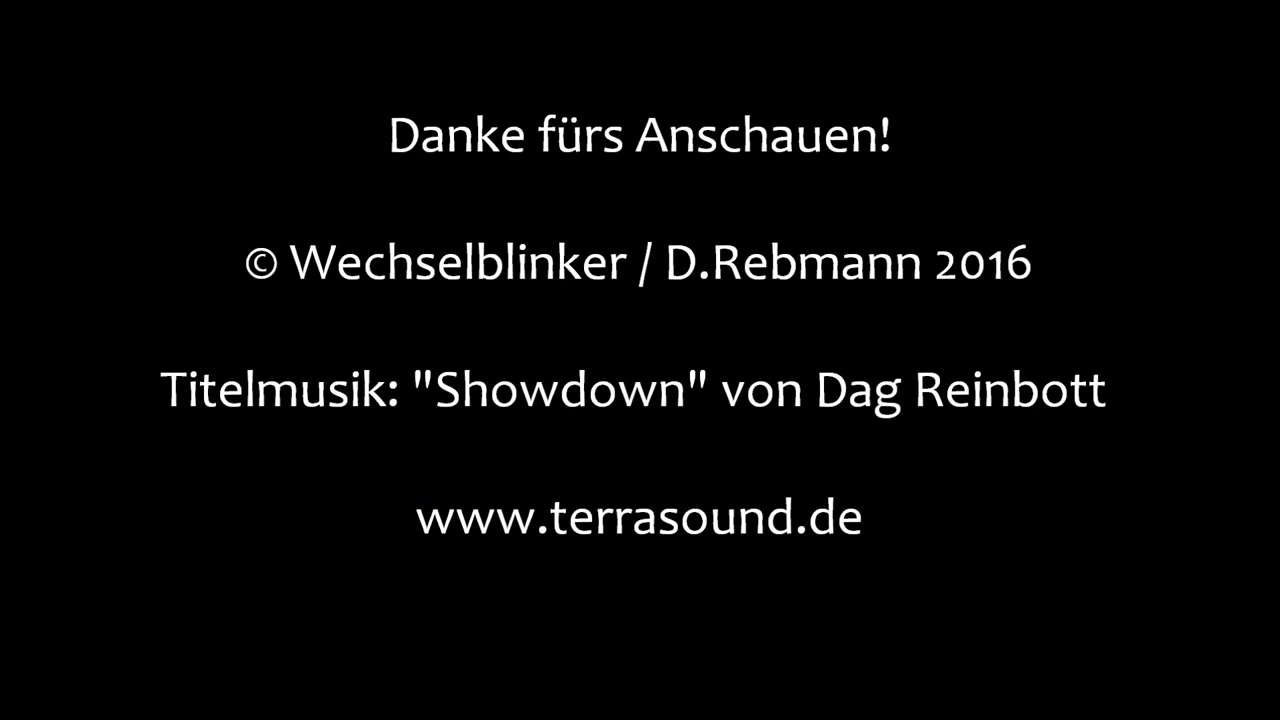 Danke fürs Anschauen!
© Wechselblinker / D.Rebmann 2016
Titelmusik: "Showdown" von Dag Reinbott
www.terrasound.de